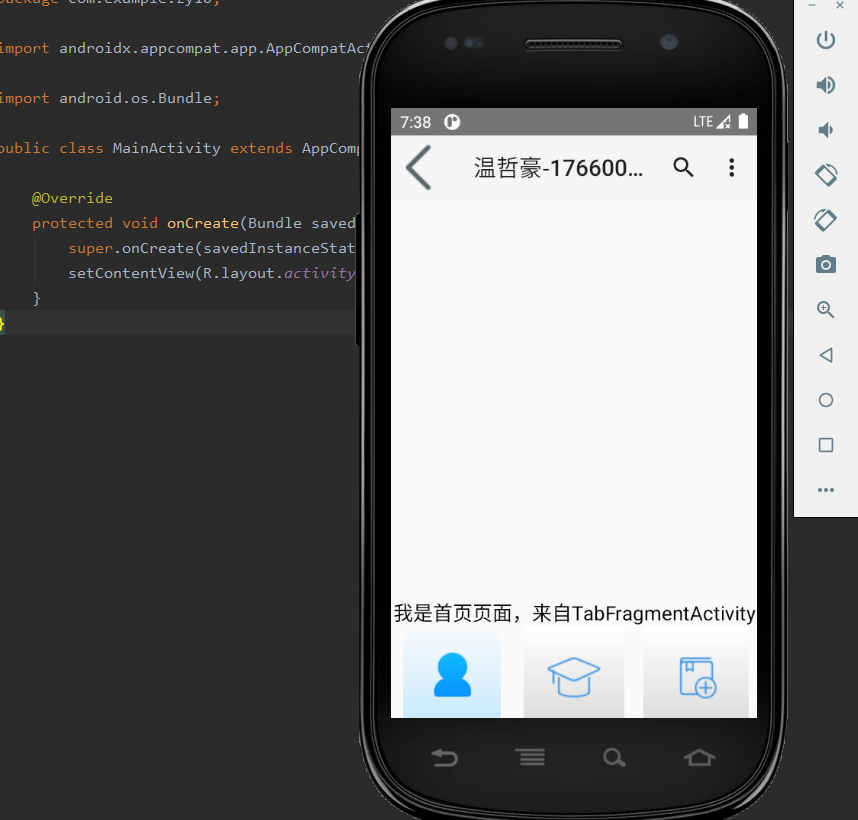 package com.example.zy10;
import androidx.appcompat.app.AppCompatAct
import android.os.Bundle;
public class MainActivity extends AppComp
@Override
protected void onCreate(Bundle saved
super.onCreate(savedInstanceStat
setContentView(R.layout.activity
}
}
7:38
LTE
温哲豪-176600...
我是首页页面，来自TabFragmentActivity